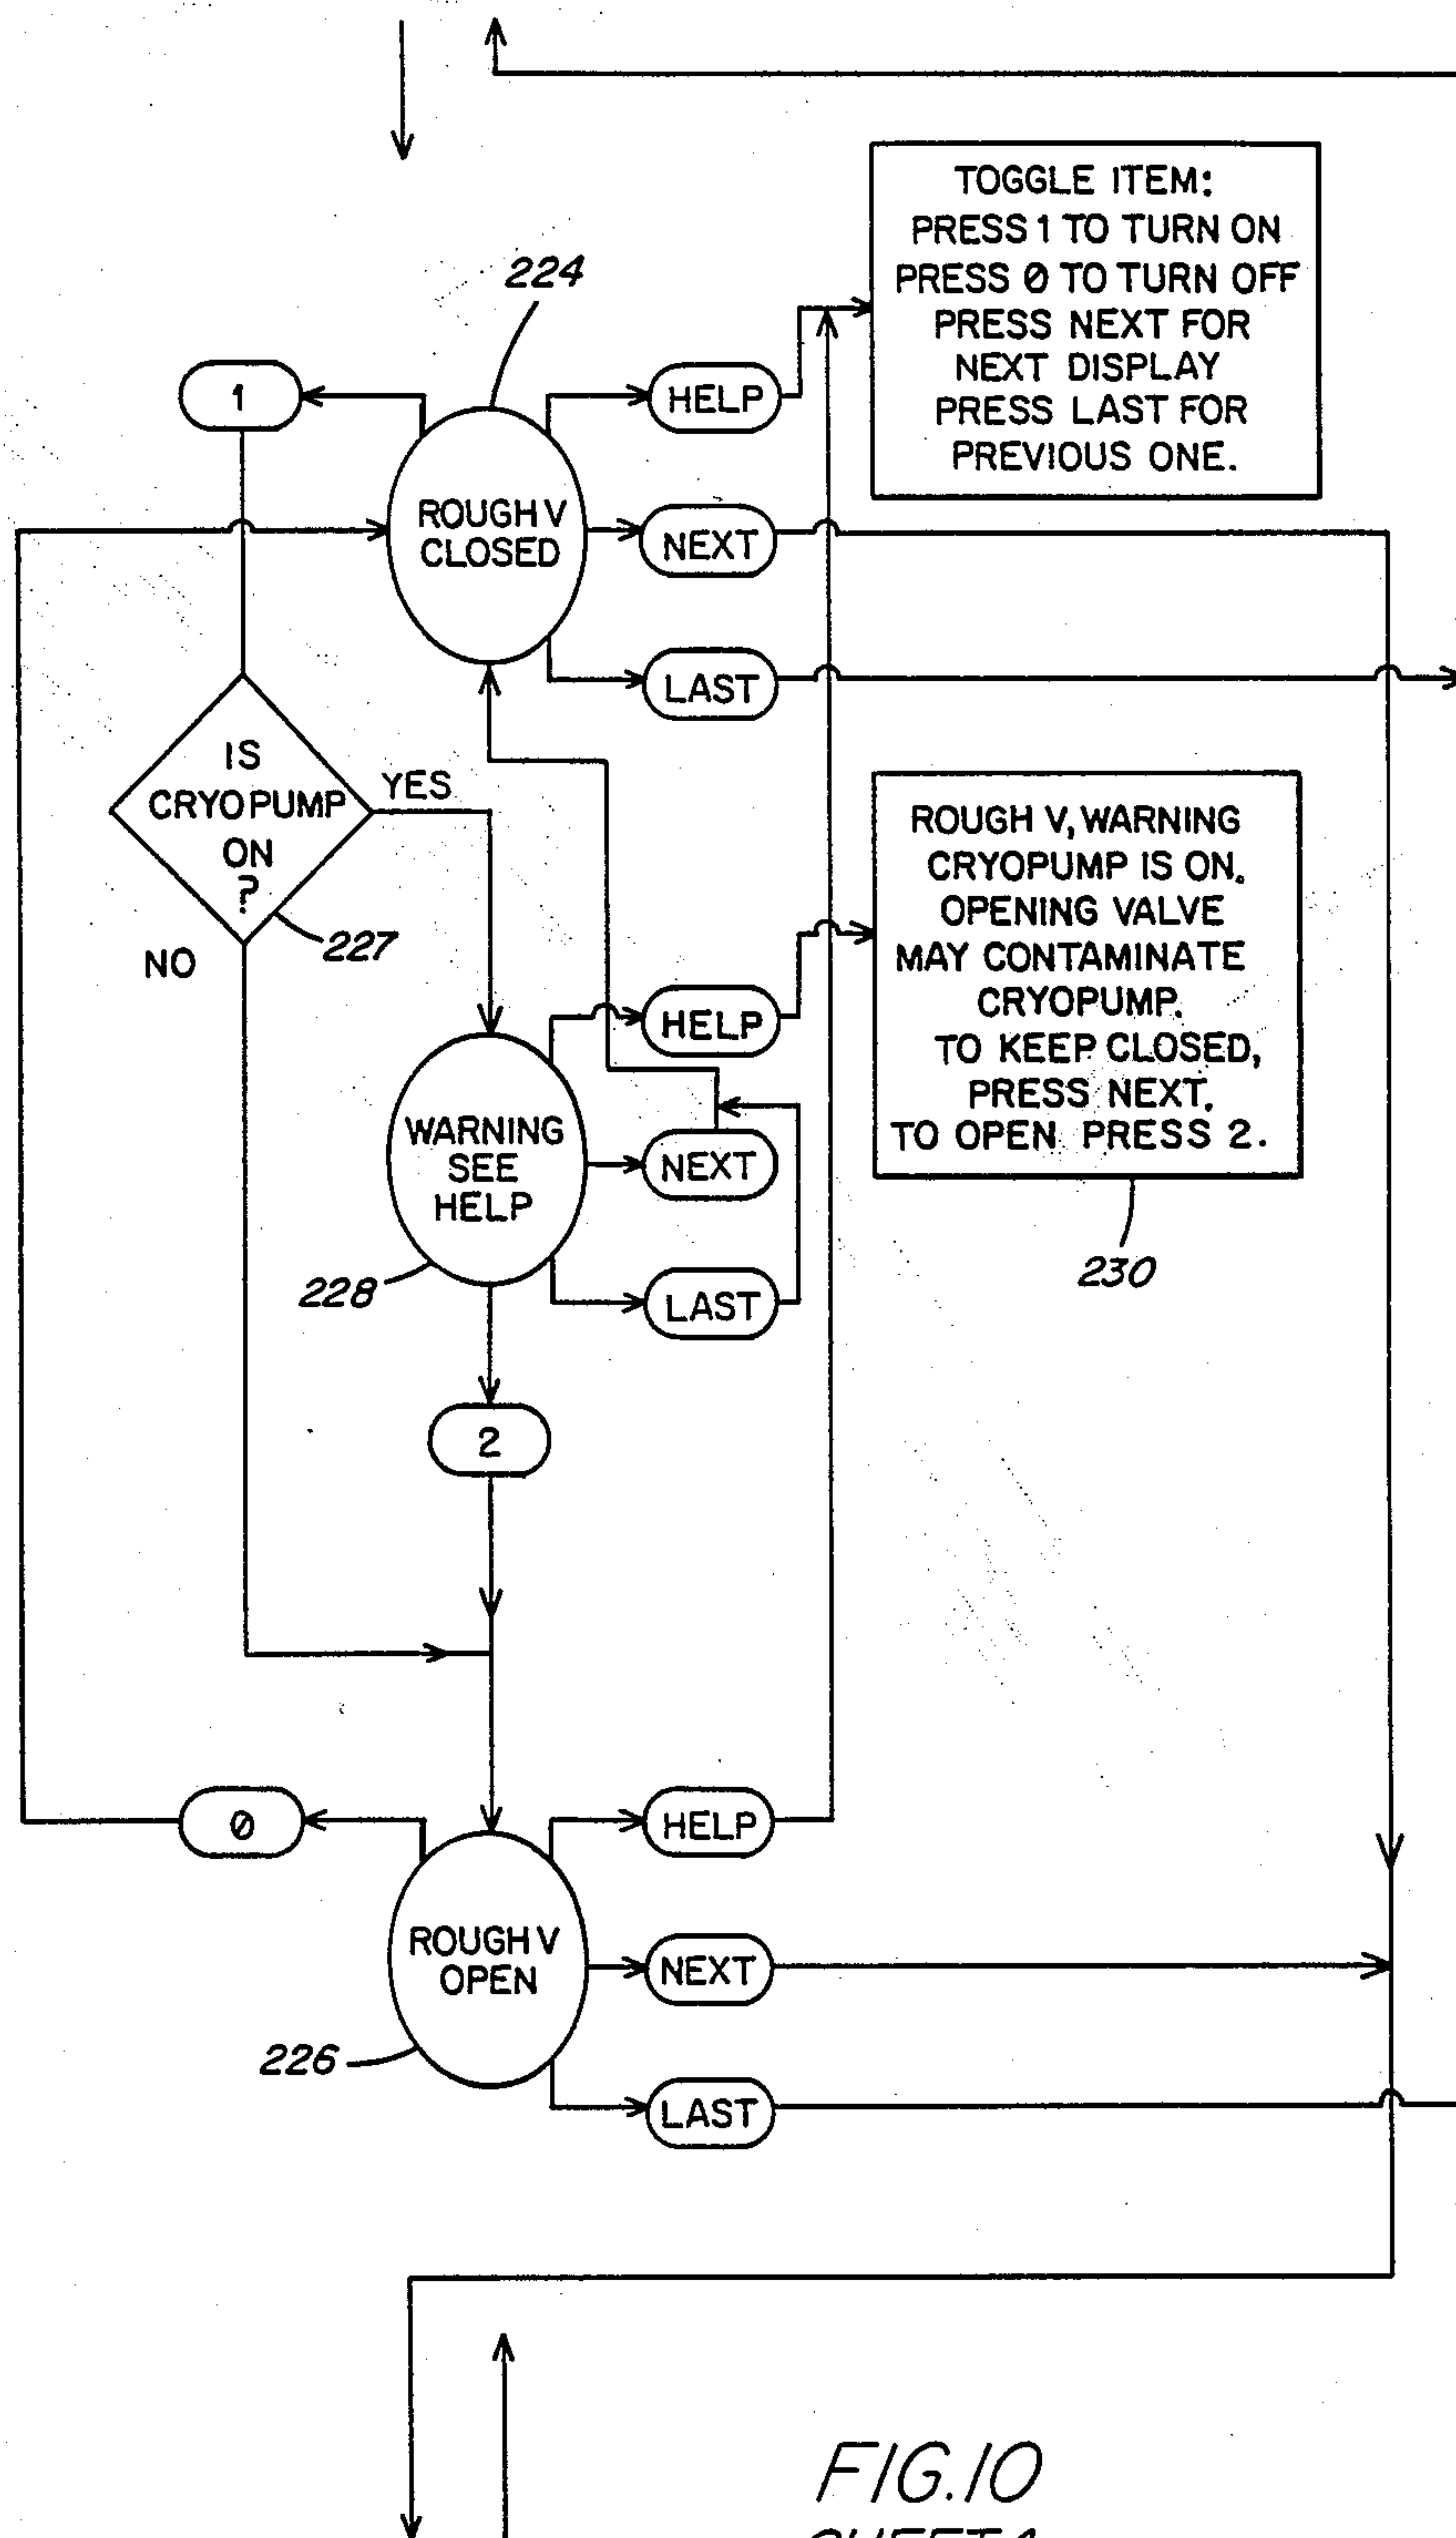 TOGGLE ITEM:
PRESS 1 TO TURN ON
PRESS 0 TO TURN OFF
PRESS NEXT FOR
NEXT DISPLAY
PRESS LAST FOR
PREVIOUS ONE.
224
1
HELP
ROUGH V
CLOSED
NEXT
LAST
IS
CRYOPUMP
ON
?
YES
227
NO
ROUGH V, WARNING
CRYOPUMP IS ON.
OPENING VALVE
MAY CONTAMINATE
CRYOPUMP.
TO KEEP CLOSED,
PRESS NEXT.
TO OPEN PRESS 2.
230
HELP
WARNING
SEE
HELP
NEXT
228
LAST
2
0
HELP
ROUGH V
OPEN
NEXT
226
LAST
FIG.10